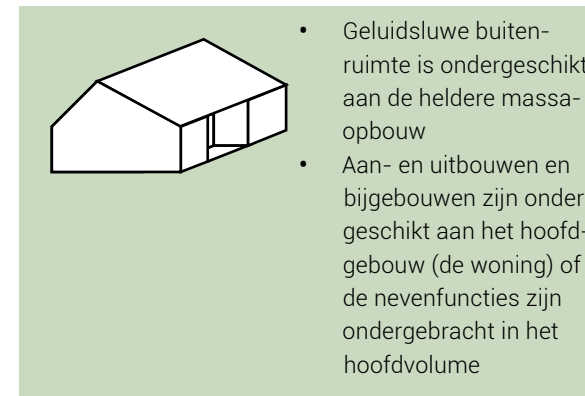 • Geluidsluwe buiten-
ruimte is ondergeschikt
aan de heldere massa-
opbouw
• Aan- en uitbouwen en
bijgebouwen zijn onder
geschikt aan het hoofd-
gebouw (de woning) of
de nevenfuncties zijn
ondergebracht in het
hoofdvolume